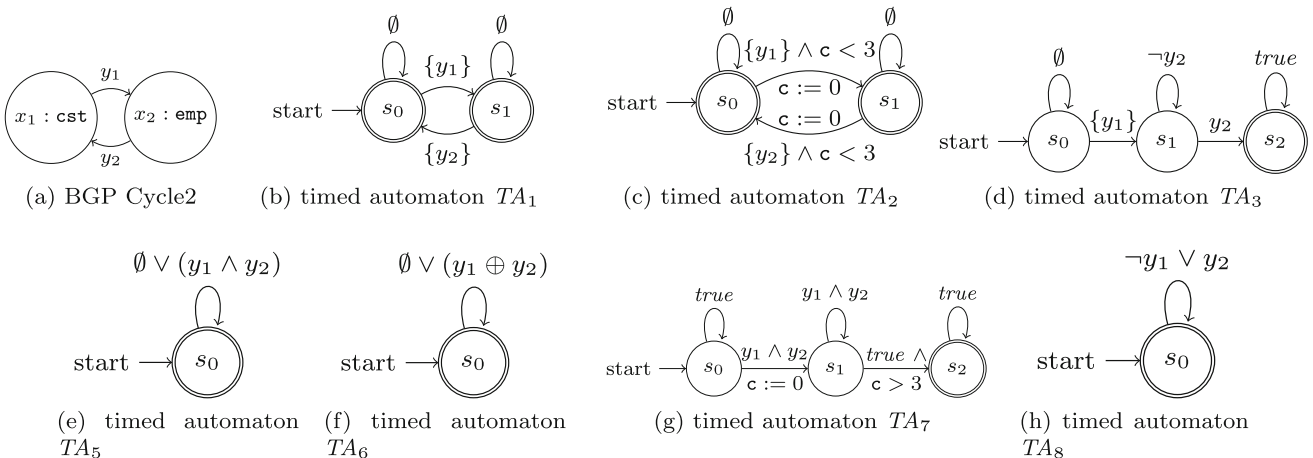 y₁
x₁ : cst
x₂ : emp
y₂
(a) BGP Cycle2
∅
∅
{y₁}
start
s₀
s₁
{y₂}
(b) timed automaton TA₁
∅
∅
{y₁} ∧ c < 3
c := 0
start
s₀
s₁
c := 0
{y₂} ∧ c < 3
(c) timed automaton TA₂
∅
¬y₂
true
start
s₀
{y₁}
s₁
y₂
s₂
(d) timed automaton TA₃
∅ ∨ (y₁ ∧ y₂)
start
s₀
(e) timed automaton
TA₅
∅ ∨ (y₁ ⊕ y₂)
start
s₀
(f) timed automaton
TA₆
true
y₁ ∧ y₂
true
start
s₀
y₁ ∧ y₂
c := 0
s₁
true ∧
c > 3
s₂
(g) timed automaton TA₇
¬y₁ ∨ y₂
start
s₀
(h) timed automaton
TA₈